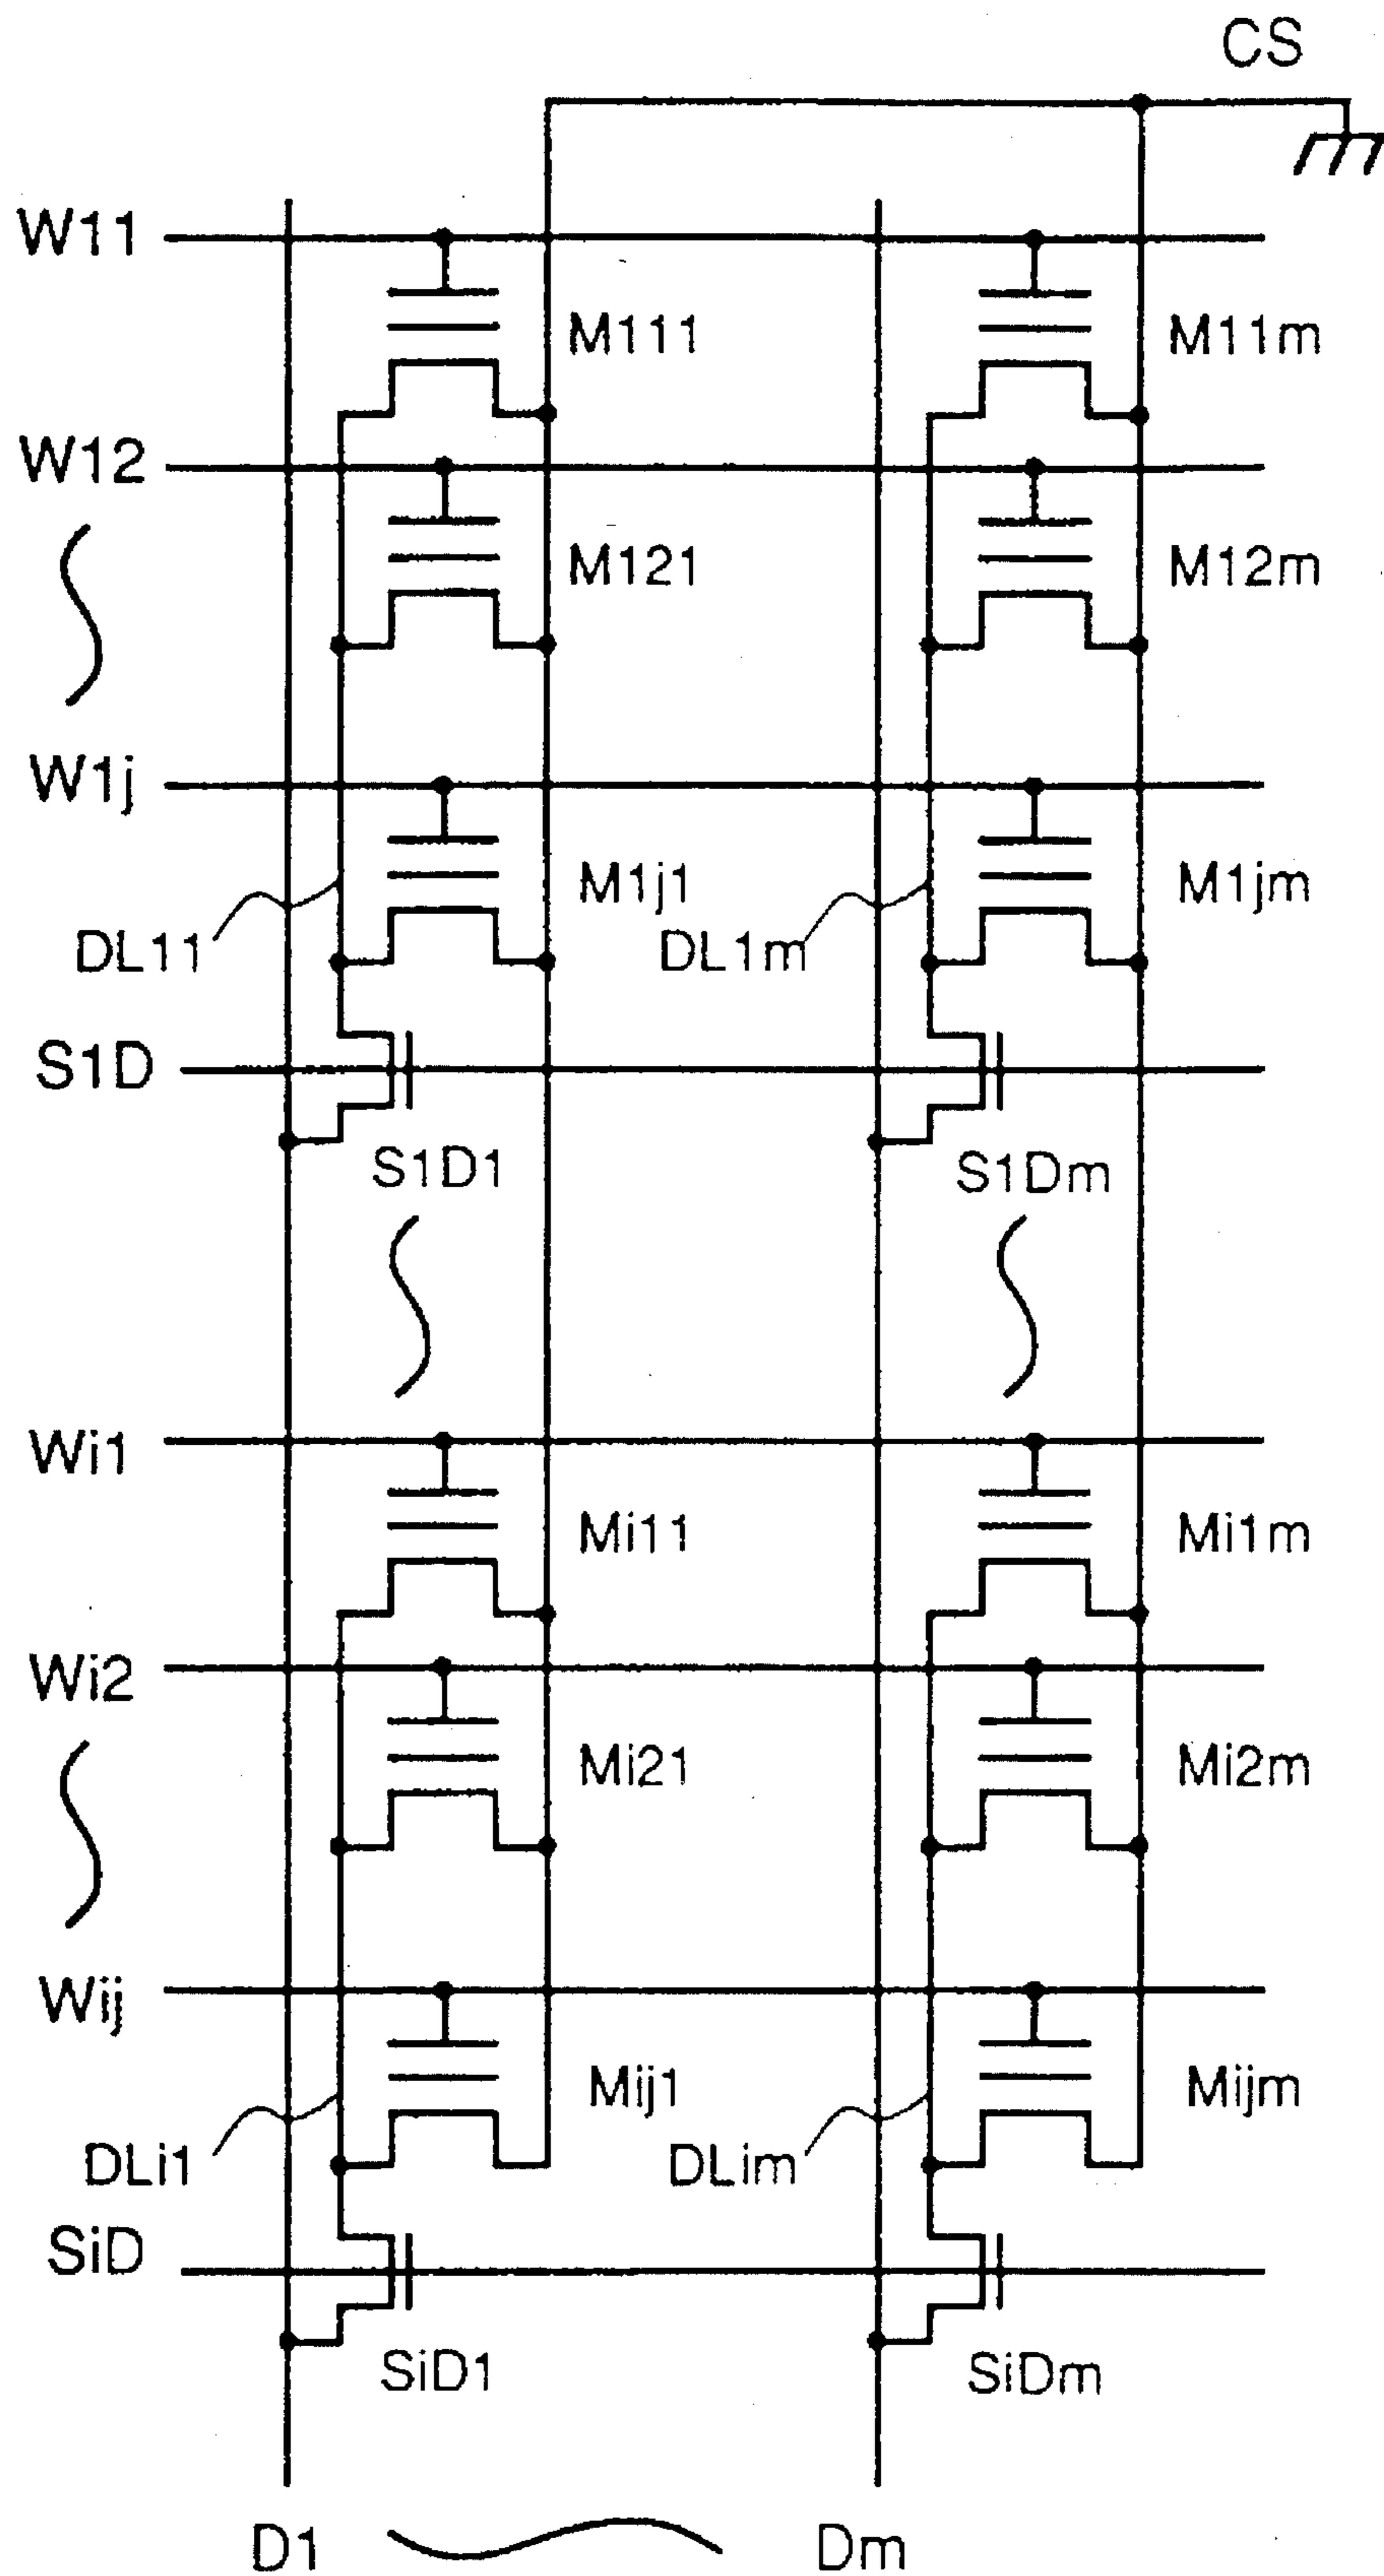 CS
W11
M111
M11m
W12
M121
M12m
W1j
M1j1
M1jm
DL11
DL1m
S1D
S1D1
S1Dm
Wi1
Mi11
Mi1m
Wi2
Mi21
Mi2m
Wij
Mij1
Mijm
DLi1
DLim
SiD
SiD1
SiDm
D1
Dm